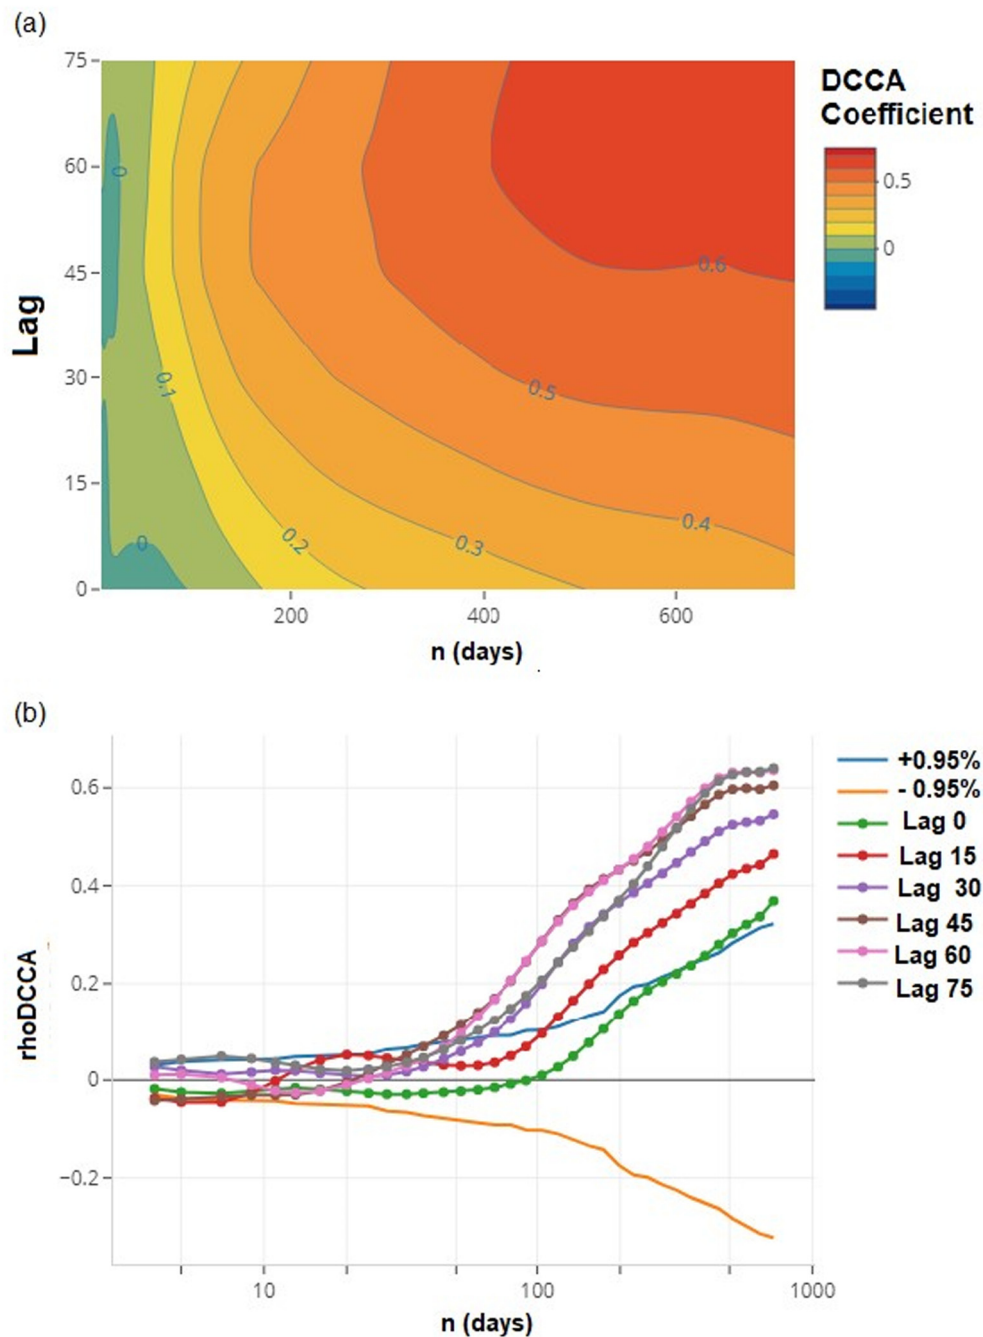 (a)
75
60
45
30
15
0
Lag
0
0.1
0
0.2
0.3
0.4
0.5
0.6
200
400
600
n (days)
DCCA
Coefficient
0.5
0
(b)
0.6
0.4
0.2
0
−0.2
rhoDCCA
10
100
1000
n (days)
+0.95%
- 0.95%
Lag 0
Lag 15
Lag 30
Lag 45
Lag 60
Lag 75